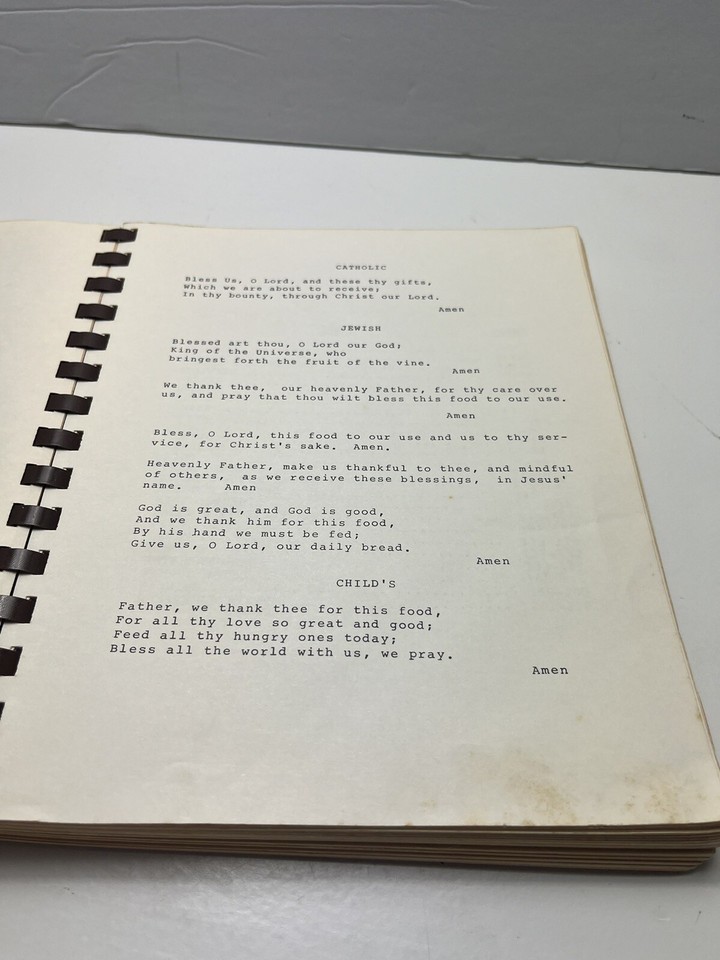 CATHOLIC
Bless Us, O Lord, and these thy gifts,
Which we are about to receive;
In thy bounty, through Christ our Lord.
Amen
JEWISH
Blessed art thou, O Lord our God;
King of the Universe, who
bringest forth the fruit of the vine.
Amen
We thank thee, our heavenly Father, for thy care over
us, and pray that thou wilt bless this food to our use.
Amen
Bless, O Lord, this food to our use and us to thy ser-
vice, for Christ's sake. Amen.
Heavenly Father, make us thankful to thee, and mindful
of others, as we receive these blessings, in Jesus'
name. Amen
God is great, and God is good,
And we thank him for this food,
By his hand we must be fed;
Give us, O Lord, our daily bread.
Amen
CHILD'S
Father, we thank thee for this food,
For all thy love so great and good;
Feed all thy hungry ones today;
Bless all the world with us, we pray.
Amen